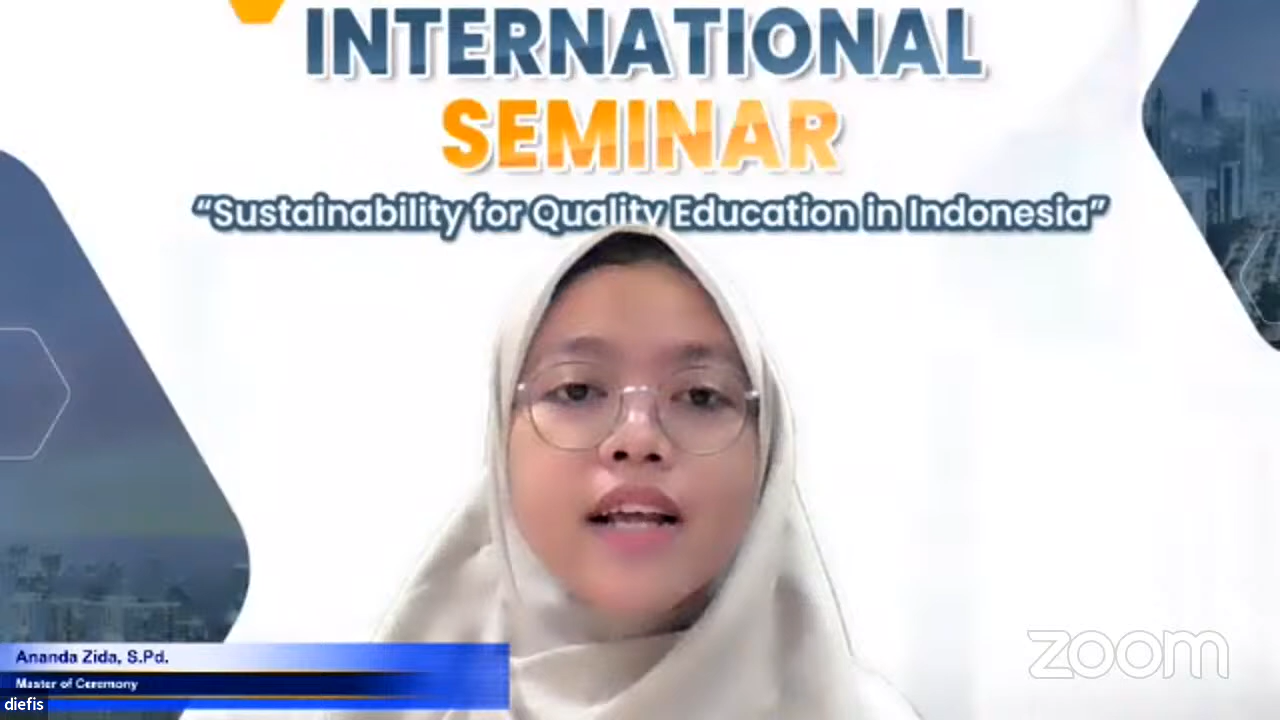 INTERNATIONAL
SEMINAR
“Sustainability for Quality Education in Indonesia”
Ananda Zida, S.Pd.
Master of Ceremony
diefis
zoom